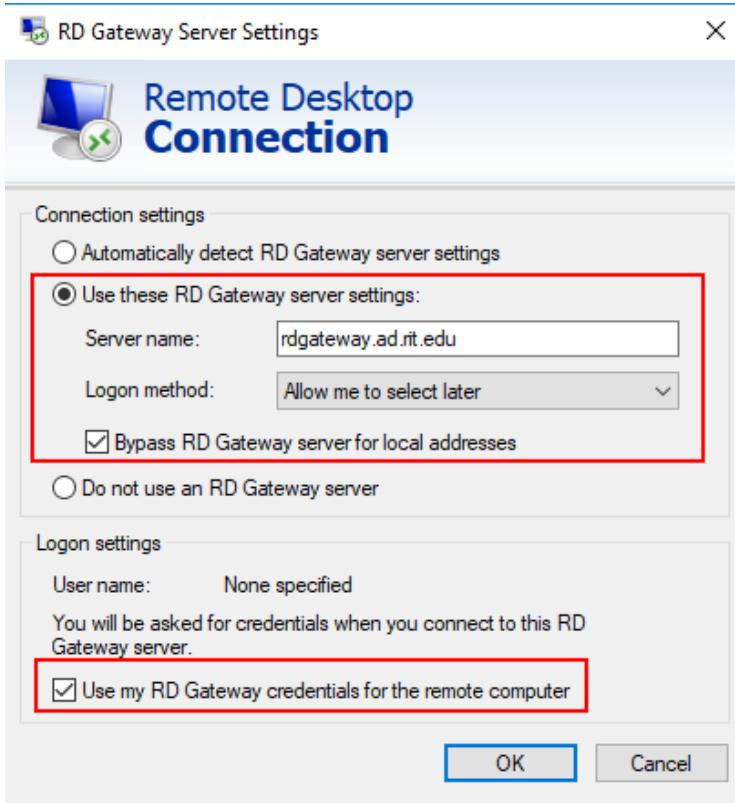 RD Gateway Server Settings
Remote Desktop
Connection
Connection settings
Automatically detect RD Gateway server settings
Use these RD Gateway server settings:
Server name: rdgateway.ad.rit.edu
Logon method: Allow me to select later
Bypass RD Gateway server for local addresses
Do not use an RD Gateway server
Logon settings
User name: None specified
You will be asked for credentials when you connect to this RD
Gateway server.
Use my RD Gateway credentials for the remote computer
OK Cancel